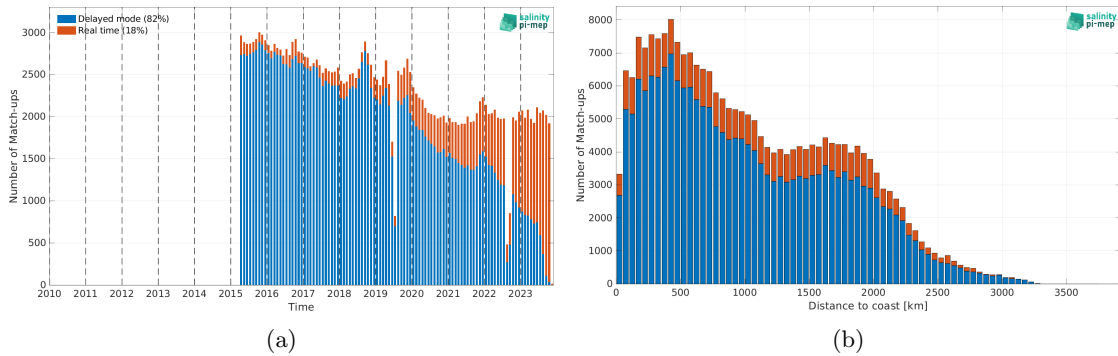 Delayed mode (82%)
Real time (18%)
salinity
pi-mep
Number of Match-ups
3000
2500
2000
1500
1000
500
0
2010 2011 2012 2013 2014 2015 2016 2017 2018 2019 2020 2021 2022 2023
Time
(a)
salinity
pi-mep
Number of Match-ups
8000
7000
6000
5000
4000
3000
2000
1000
0
0 500 1000 1500 2000 2500 3000 3500
Distance to coast [km]
(b)